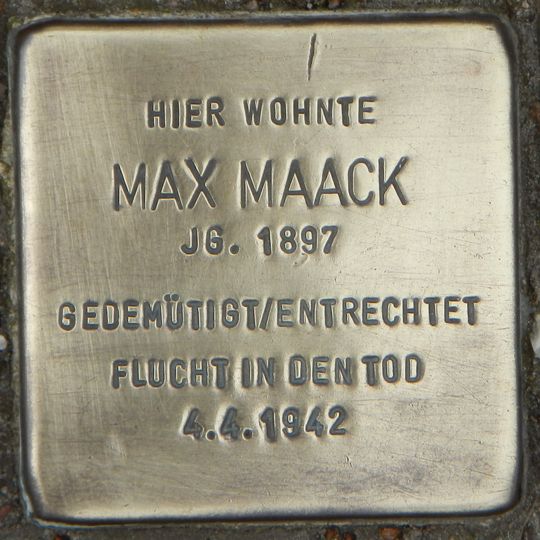 HIER WOHNTE
MAX MAACK
JG. 1897
GEDEMÜTIGT/ENTRECHTET
FLUCHT IN DEN TOD
4.4.1942